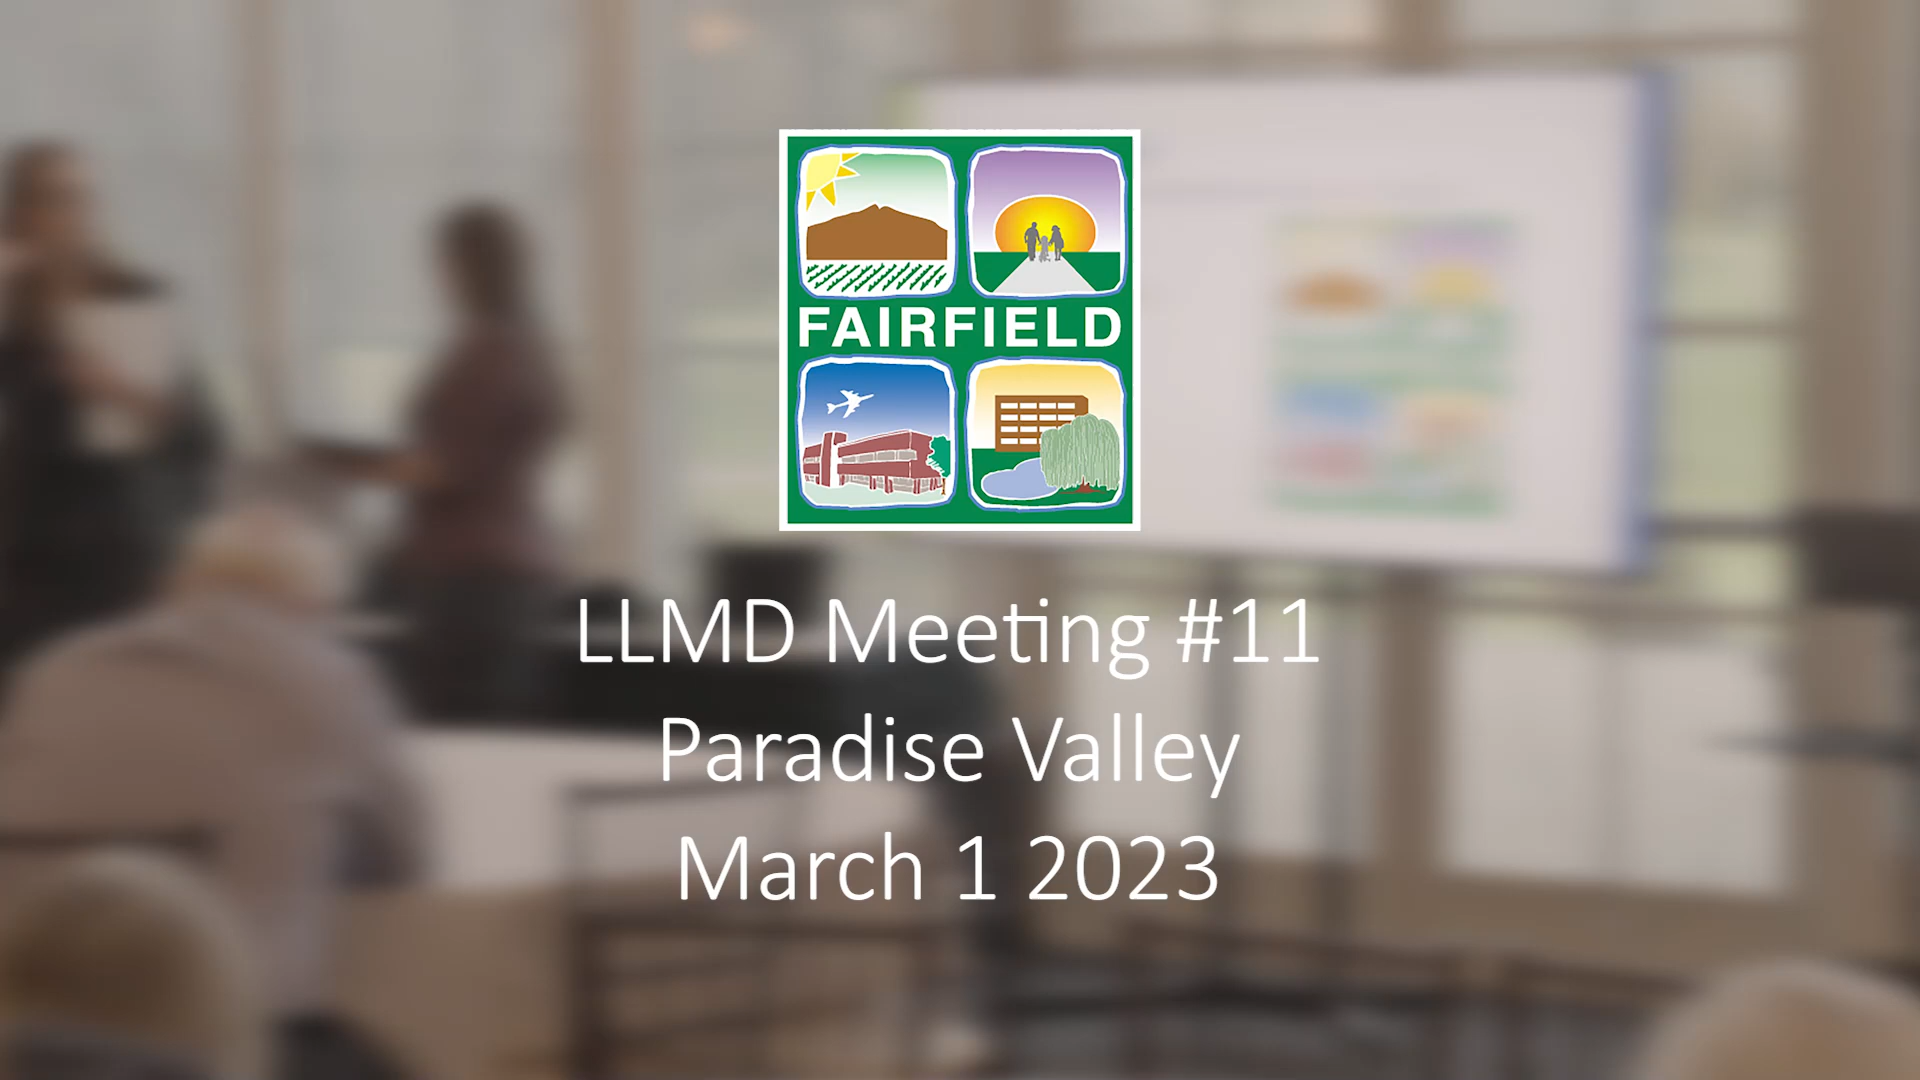 FAIRFIELD
LLMD Meeting #11
Paradise Valley
March 1 2023